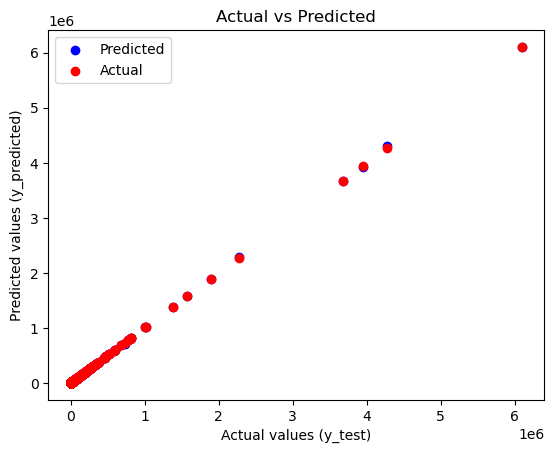 Actual vs Predicted
1e6
Predicted
Actual
6
5
4
3
2
1
0
Predicted values (y_predicted)
0 1 2 3 4 5 6
1e6
Actual values (y_test)